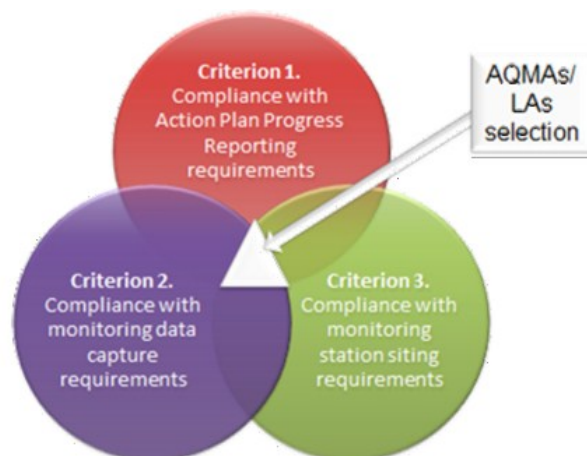 Criterion 1.
Compliance with
Action Plan Progress
Reporting
requirements
AQMAs/
LAs
selection
Criterion 2.
Compliance with
monitoring data
capture
requirements
Criterion 3.
Compliance with
monitoring
station siting
requirements